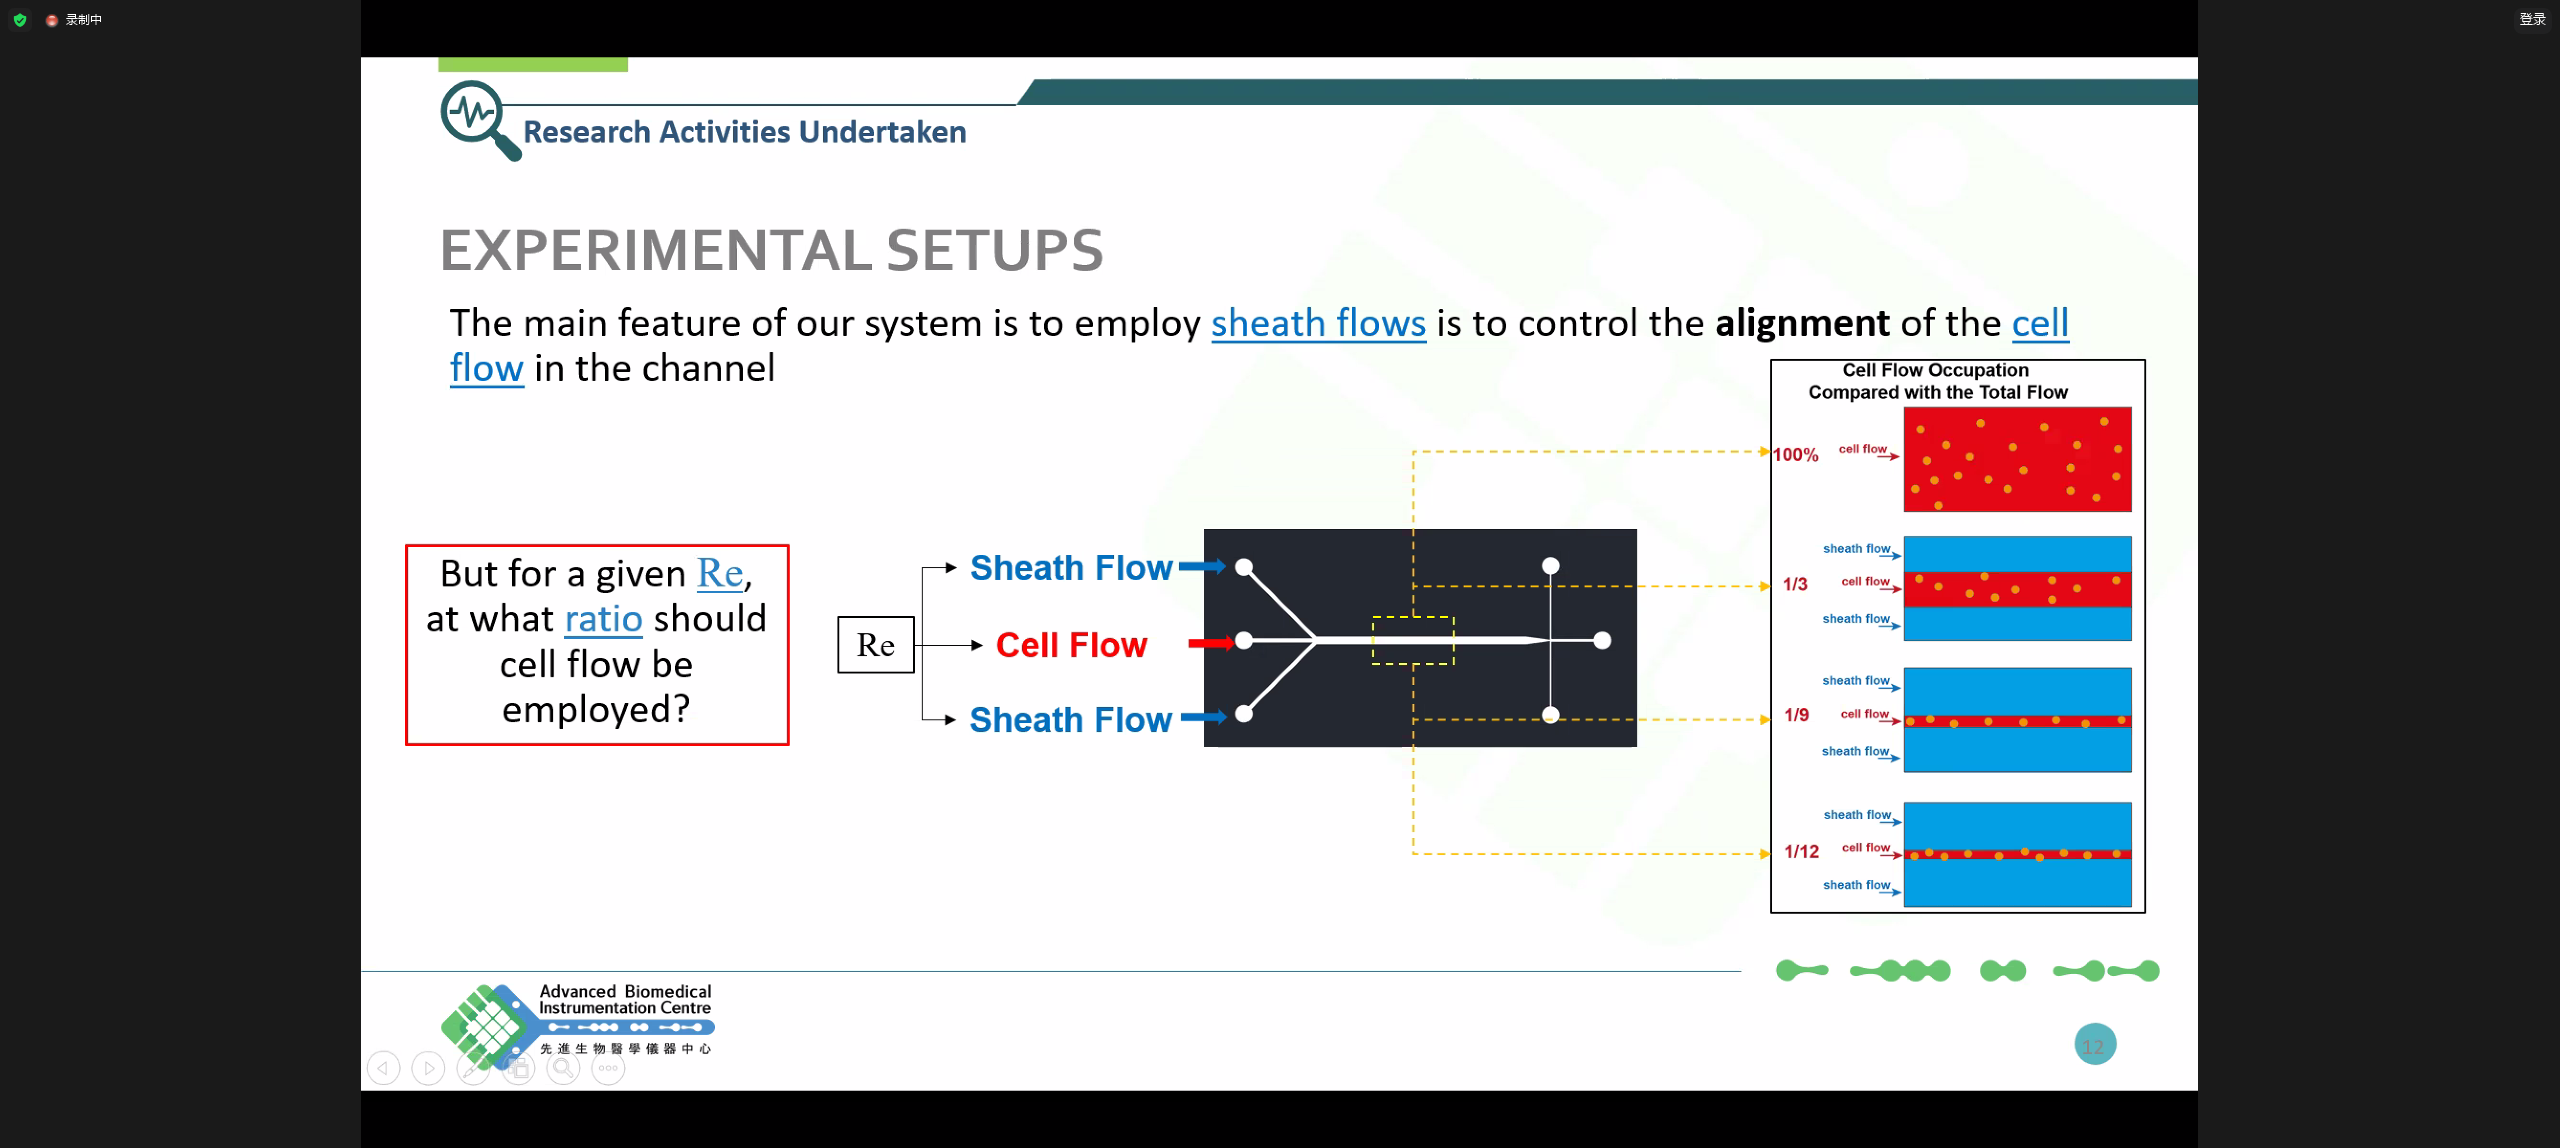 录制中
登录
Research Activities Undertaken
EXPERIMENTAL SETUPS
The main feature of our system is to employ sheath flows is to control the alignment of the cell
flow in the channel
But for a given Re,
at what ratio should
cell flow be
employed?
Re
Sheath Flow
Cell Flow
Sheath Flow
Cell Flow Occupation
Compared with the Total Flow
100%
cell flow
sheath flow
1/3
cell flow
sheath flow
sheath flow
1/9
cell flow
sheath flow
sheath flow
1/12
cell flow
sheath flow
Advanced Biomedical
Instrumentation Centre
先進生物醫學儀器中心
12